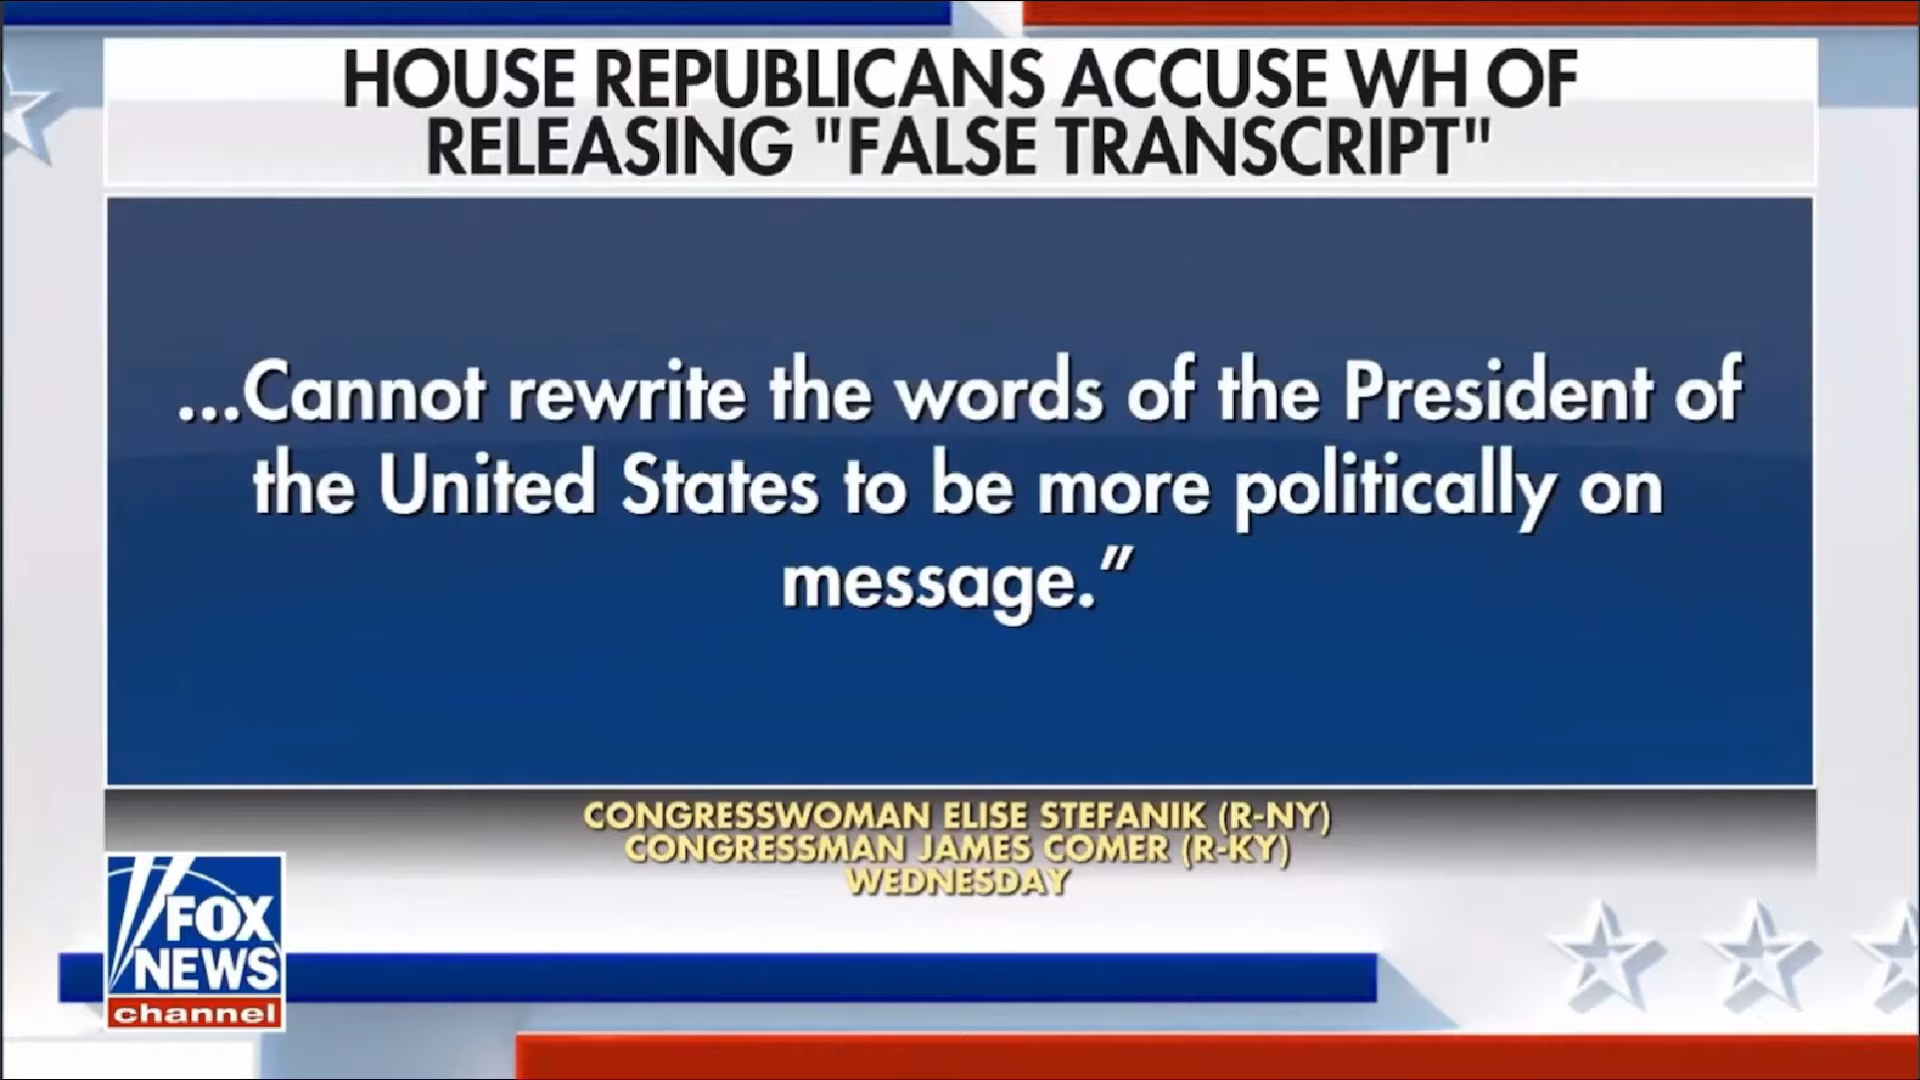 HOUSE REPUBLICANS ACCUSE WH OF
RELEASING "FALSE TRANSCRIPT"
...Cannot rewrite the words of the President of
the United States to be more politically on
message.”
CONGRESSWOMAN ELISE STEFANIK (R-NY)
CONGRESSMAN JAMES COMER (R-KY)
WEDNESDAY
FOX
NEWS
channel